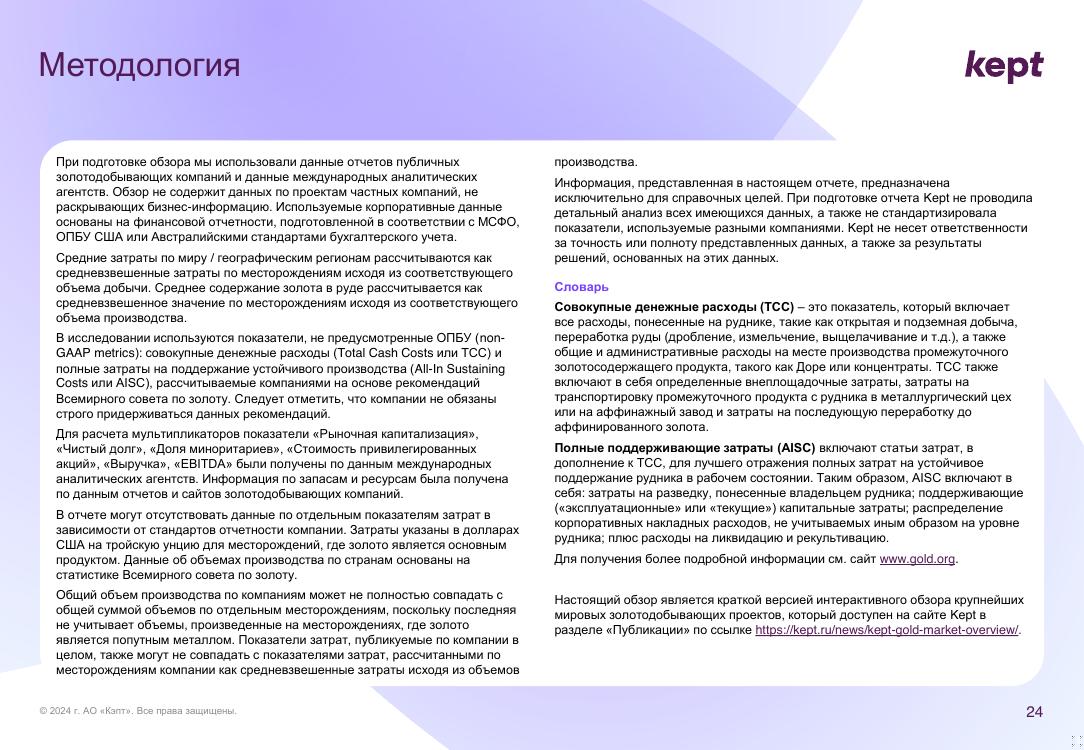 Методология
kept
При подготовке обзора мы использовали данные отчетов публичных
золотодобывающих компаний и данные международных аналитических
агентств. Обзор не содержит данных по проектам частных компаний, не
раскрывающих бизнес-информацию. Используемые корпоративные данные
основаны на финансовой отчетности, подготовленной в соответствии с МСФО,
ОПБУ США или Австралийскими стандартами бухгалтерского учета.
Средние затраты по миру / географическим регионам рассчитываются как
средневзвешенные затраты по месторождениям исходя из соответствующего
объема добычи. Среднее содержание золота в руде рассчитывается как
средневзвешенное значение по месторождениям исходя из соответствующего
объема производства.
В исследовании используются показатели, не предусмотренные ОПБУ (non-
GAAP metrics): совокупные денежные расходы (Total Cash Costs или TCC) и
полные затраты на поддержание устойчивого производства (All-In Sustaining
Costs или AISC), рассчитываемые компаниями на основе рекомендаций
Всемирного совета по золоту. Следует отметить, что компании не обязаны
строго придерживаться данных рекомендаций.
Для расчета мультипликаторов показатели «Рыночная капитализация»,
«Чистый долг», «Доля миноритариев», «Стоимость привилегированных
акций», «Выручка», «EBITDA» были получены по данным международных
аналитических агентств. Информация по запасам и ресурсам была получена
по данным отчетов и сайтов золотодобывающих компаний.
В отчете могут отсутствовать данные по отдельным показателям затрат в
зависимости от стандартов отчетности компании. Затраты указаны в долларах
США на тройскую унцию для месторождений, где золото является основным
продуктом. Данные об объемах производства по странам основаны на
статистике Всемирного совета по золоту.
Общий объем производства по компаниям может не полностью совпадать с
общей суммой объемов по отдельным месторождениям, поскольку последняя
не учитывает объемы, произведенные на месторождениях, где золото
является попутным металлом. Показатели затрат, публикуемые по компании в
целом, также могут не совпадать с показателями затрат, рассчитанными по
месторождениям компании как средневзвешенные затраты исходя из объемов
производства.
Информация, представленная в настоящем отчете, предназначена
исключительно для справочных целей. При подготовке отчета Kept не проводила
детальный анализ всех имеющихся данных, а также не стандартизировала
показатели, используемые разными компаниями. Kept не несет ответственности
за точность или полноту представленных данных, а также за результаты
решений, основанных на этих данных.
Словарь
Совокупные денежные расходы (TCC) – это показатель, который включает
все расходы, понесенные на руднике, такие как открытая и подземная добыча,
переработка руды (дробление, измельчение, выщелачивание и т.д.), а также
общие и административные расходы на месте производства промежуточного
золотосодержащего продукта, такого как Доре или концентраты. TCC также
включают в себя определенные внеплощадочные затраты, затраты на
транспортировку промежуточного продукта с рудника в металлургический цех
или на аффинажный завод и затраты на последующую переработку до
аффинированного золота.
Полные поддерживающие затраты (AISC) включают статьи затрат, в
дополнение к TCC, для лучшего отражения полных затрат на устойчивое
поддержание рудника в рабочем состоянии. Таким образом, AISC включают в
себя: затраты на разведку, понесенные владельцем рудника; поддерживающие
(«эксплуатационные» или «текущие») капитальные затраты; распределение
корпоративных накладных расходов, не учитываемых иным образом на уровне
рудника; плюс расходы на ликвидацию и рекультивацию.
Для получения более подробной информации см. сайт www.gold.org.
Настоящий обзор является краткой версией интерактивного обзора крупнейших
мировых золотодобывающих проектов, который доступен на сайте Kept в
разделе «Публикации» по ссылке https://kept.ru/news/kept-gold-market-overview/.
© 2024 г. АО «Кэпт». Все права защищены.
24